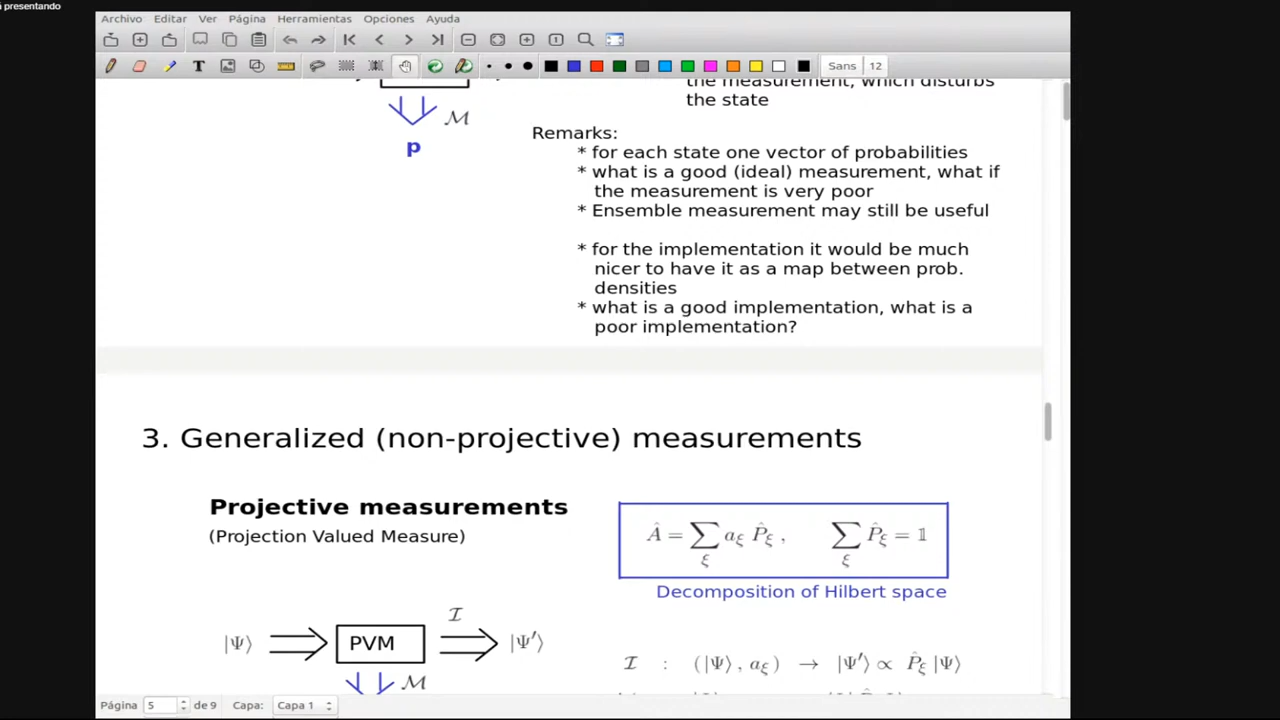 presentando
Archivo Editar Ver Página Herramientas Opciones Ayuda
Sans 12
the measurement, which disturbs
the state
ℳ
p
Remarks:
* for each state one vector of probabilities
* what is a good (ideal) measurement, what if
the measurement is very poor
* Ensemble measurement may still be useful
* for the implementation it would be much
nicer to have it as a map between prob.
densities
* what is a good implementation, what is a
poor implementation?
3. Generalized (non-projective) measurements
Projective measurements
(Projection Valued Measure)
Â = ∑_ξ a_ξ P̂_ξ , ∑_ξ P̂_ξ = 𝟙
Decomposition of Hilbert space
|Ψ⟩ PVM ℐ |Ψ′⟩
ℳ
ℐ : (|Ψ⟩ , a_ξ) → |Ψ′⟩ ∝ P̂_ξ |Ψ⟩
Página 5 de 9 Capa: Capa 1